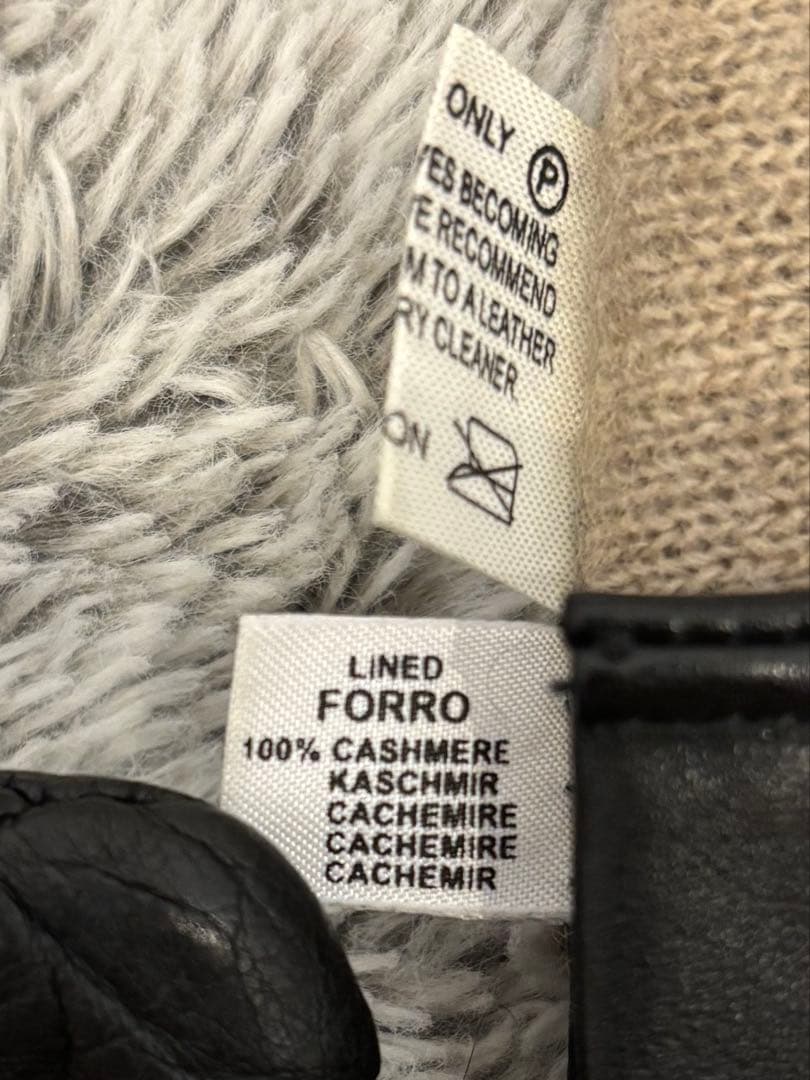 ONLY Ⓟ
ES BECOMING
E RECOMMEND
M TO A LEATHER
RY CLEANER
ON
LINED
FORRO
100% CASHMERE
KASCHMIR
CACHEMIRE
CACHEMIRE
CACHEMIR